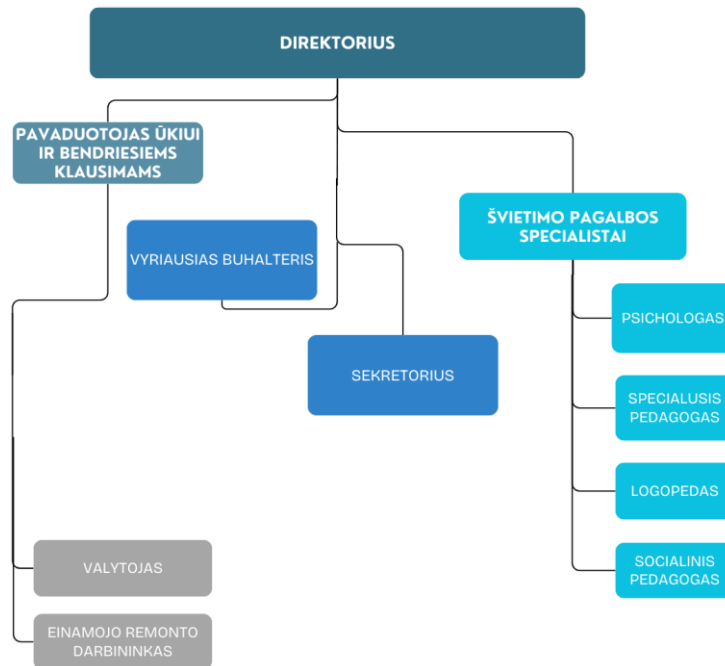 DIREKTORIUS
PAVADUOTOJAS ŪKIUI
IR BENDRIESIEMS
KLAUSIMAMS
ŠVIETIMO PAGALBOS
SPECIALISTAI
VYRIAUSIAS BUHALTERIS
SEKRETORIUS
PSICHOLOGAS
SPECIALUSIS
PEDAGOGAS
LOGOPEDAS
SOCIALINIS
PEDAGOGAS
VALYTOJAS
EINAMOJO REMONTO
DARBININKAS